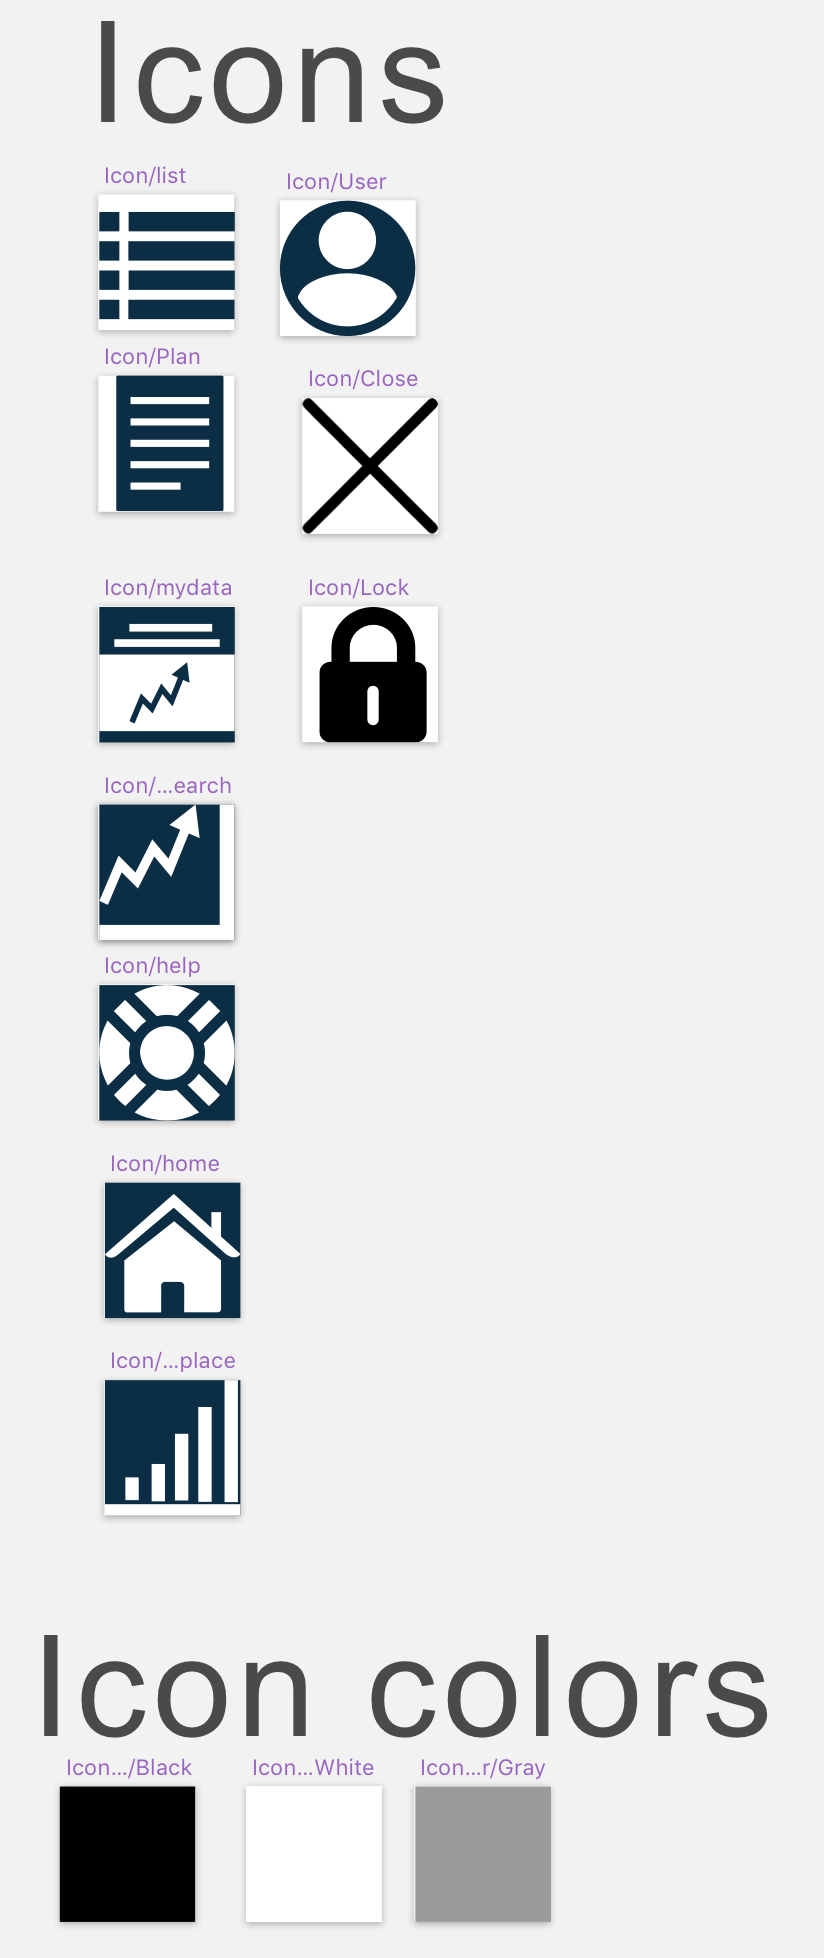 Icons
Icon/list
Icon/User
Icon/Plan
Icon/Close
Icon/mydata
Icon/Lock
Icon/...earch
Icon/help
Icon/home
Icon/...place
Icon colors
Icon.../Black
Icon...White
Icon...r/Gray